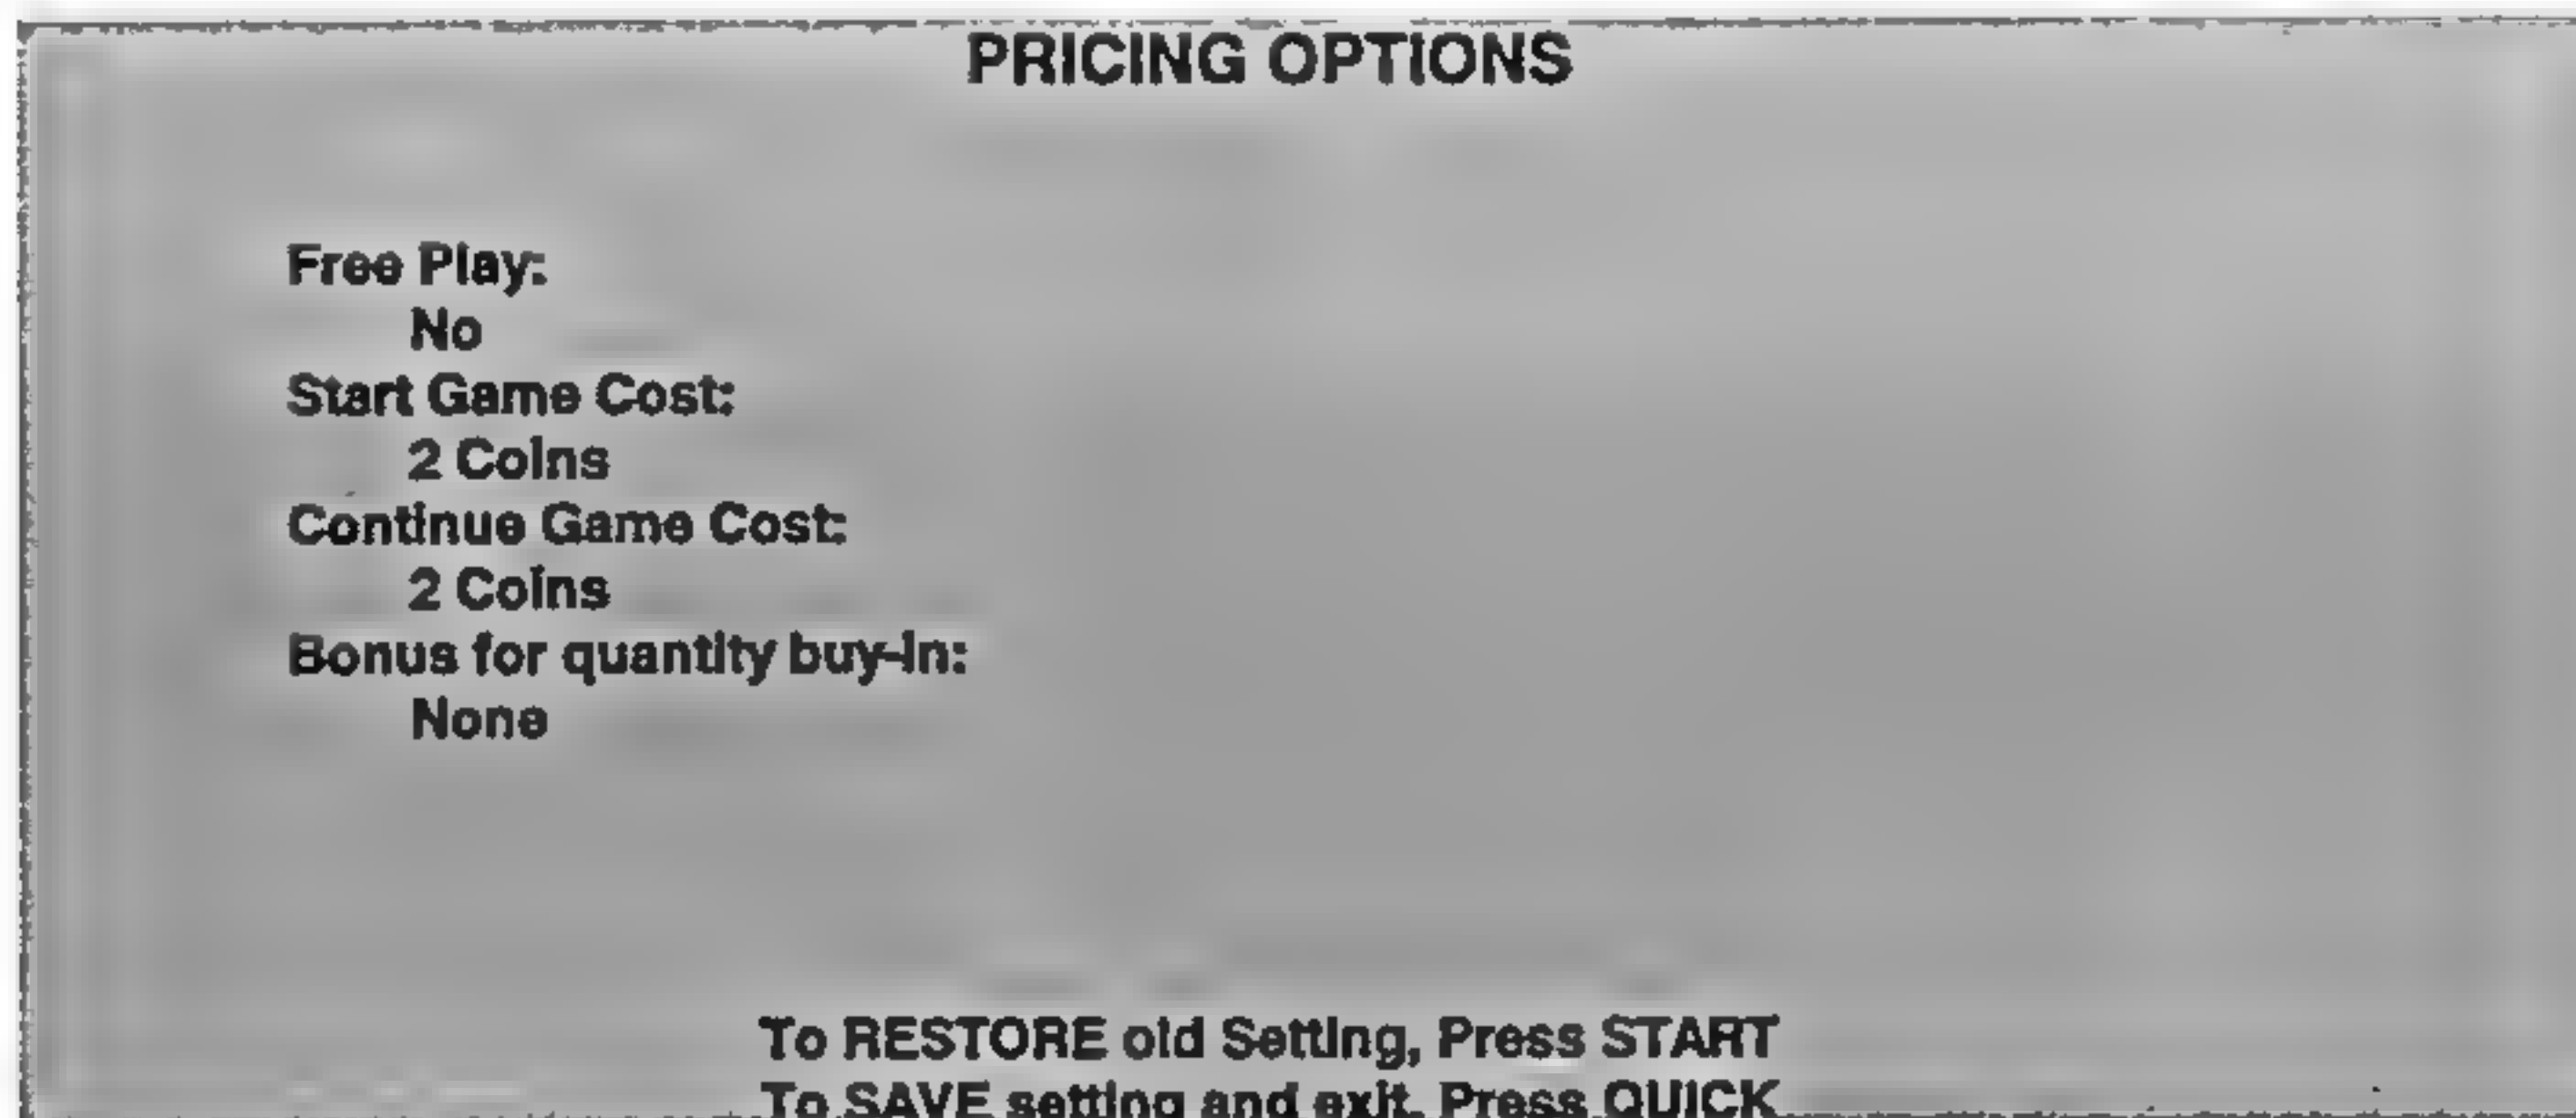 PRICING OPTIONS
Free Play:
No
Start Game Cost:
2 Coins
Continue Game Cost:
2 Coins
Bonus for quantity buy-in:
None
To RESTORE old Setting, Press START
To SAVE setting and exit, Press QUICK